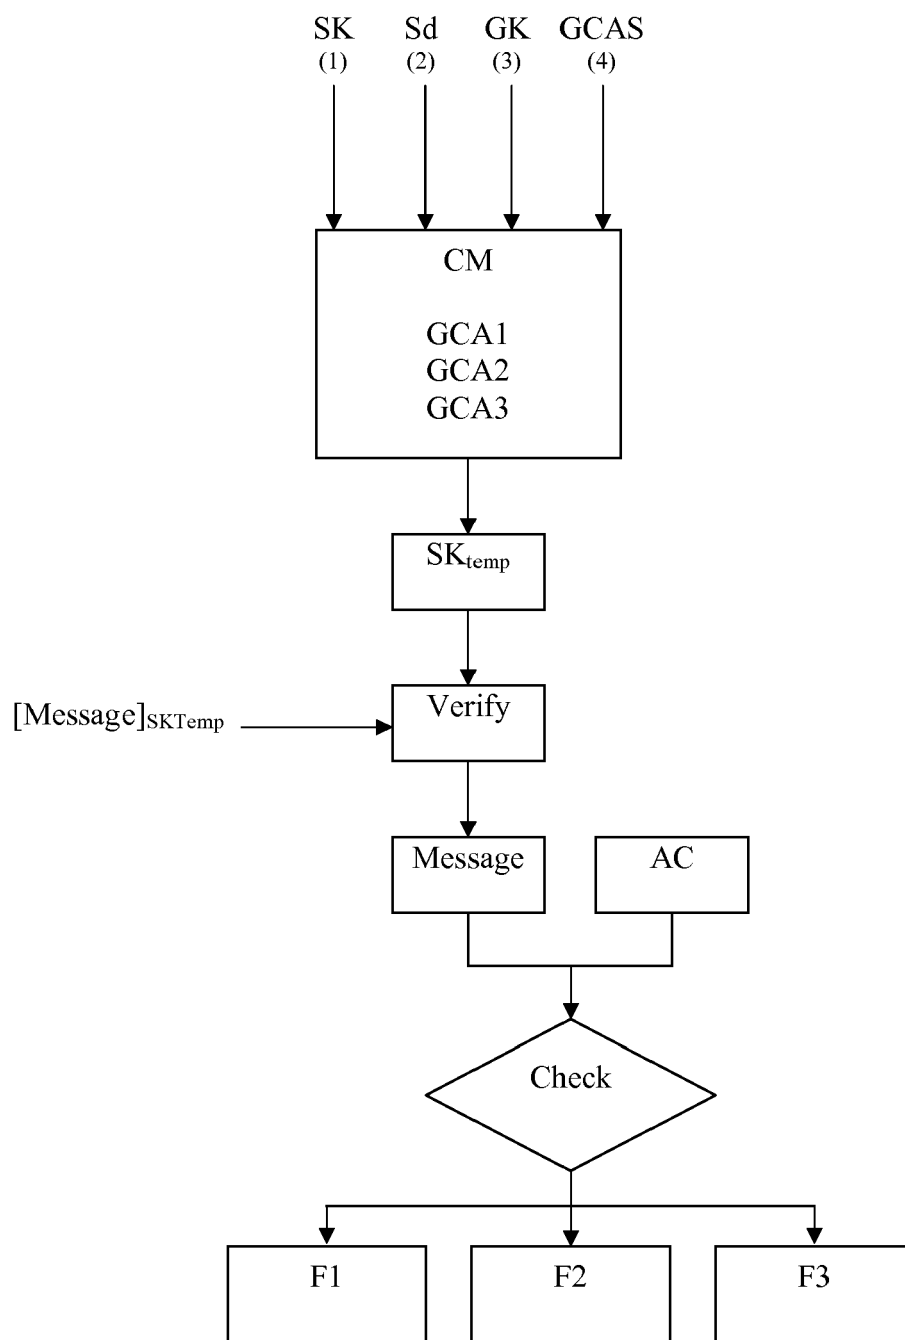 SK Sd GK GCAS
(1) (2) (3) (4)
CM
GCA1
GCA2
GCA3
SKtemp
[Message]SKTemp
Verify
Message AC
Check
F1 F2 F3